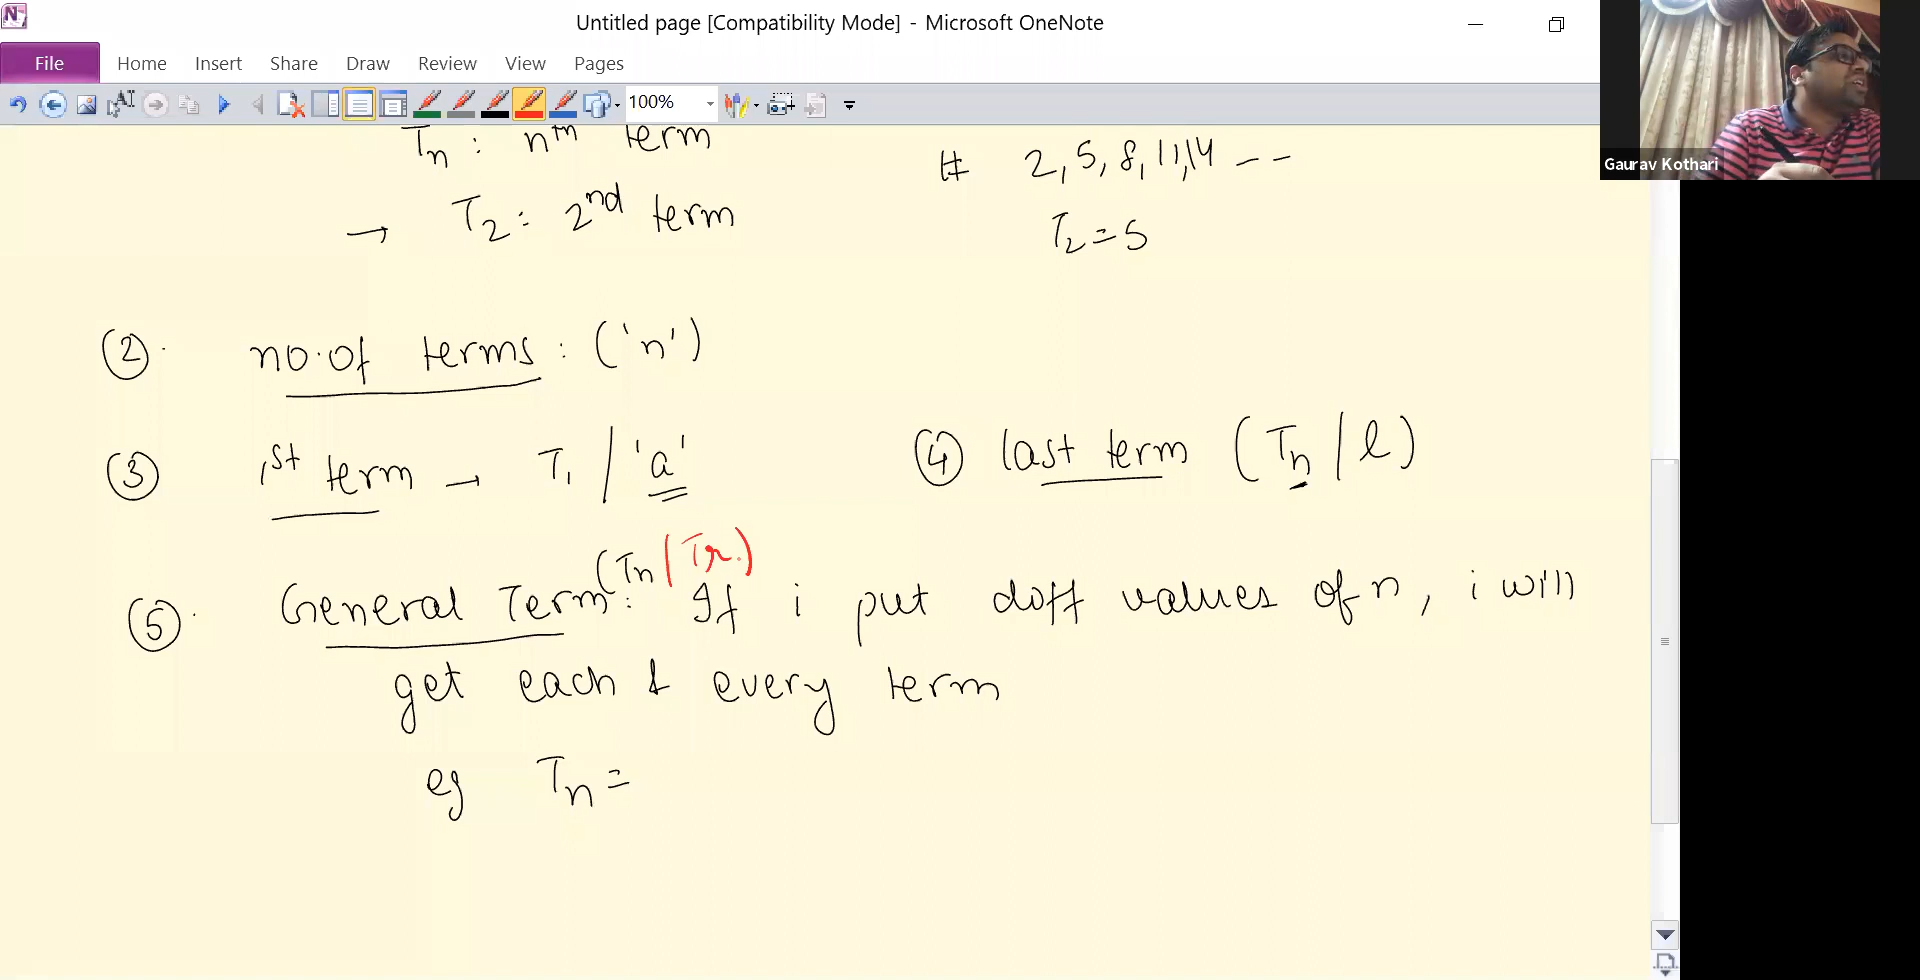 Untitled page [Compatibility Mode] - Microsoft OneNote
File Home Insert Share Draw Review View Pages
100%
Gaurav Kothari
Tn : nth term
# 2, 5, 8, 11, 14 - -
→ T2 : 2nd term
T2 = 5
② no. of terms : ('n')
③ 1st term → T1 / 'a'
④ last term (Tn / l)
(Tn / Tr.)
⑤ General Term : If i put diff values of n, i will
get each & every term
eg Tn =